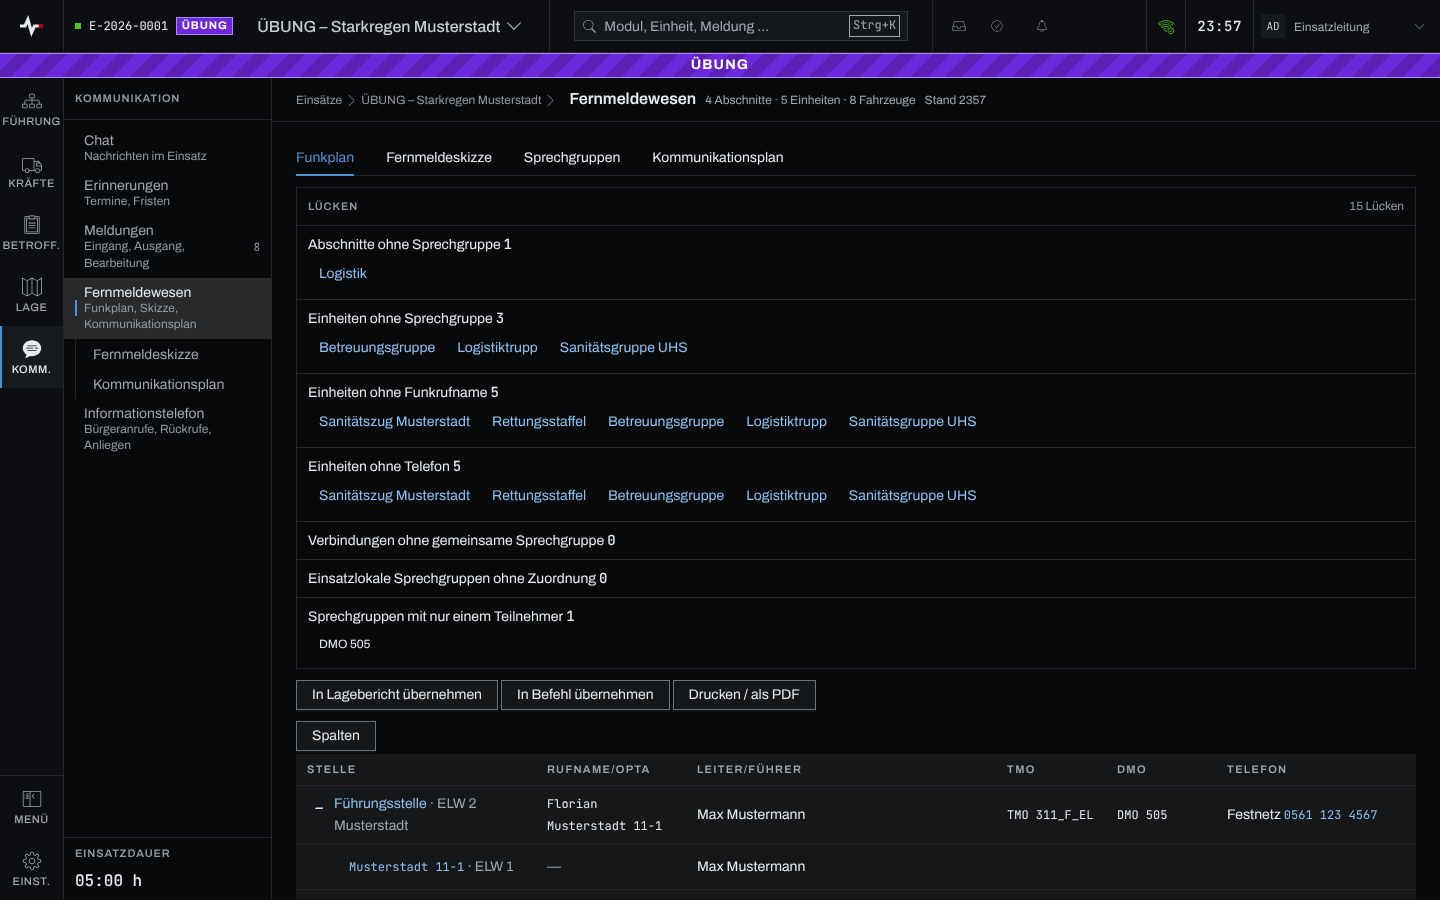 E-2026-0001 ÜBUNG ÜBUNG – Starkregen Musterstadt Modul, Einheit, Meldung ... Strg+K 23:57 AD Einsatzleitung
ÜBUNG
FÜHRUNG
KRÄFTE
BETROFF.
LAGE
KOMM.
MENÜ
EINST.
KOMMUNIKATION
Chat
Nachrichten im Einsatz
Erinnerungen
Termine, Fristen
Meldungen
Eingang, Ausgang,
Bearbeitung
8
Fernmeldewesen
Funkplan, Skizze,
Kommunikationsplan
Fernmeldeskizze
Kommunikationsplan
Informationstelefon
Bürgeranrufe, Rückrufe,
Anliegen
EINSATZDAUER
05:00 h
Einsätze ÜBUNG – Starkregen Musterstadt Fernmeldewesen 4 Abschnitte · 5 Einheiten · 8 Fahrzeuge Stand 2357
Funkplan Fernmeldeskizze Sprechgruppen Kommunikationsplan
LÜCKEN 15 Lücken
Abschnitte ohne Sprechgruppe 1
Logistik
Einheiten ohne Sprechgruppe 3
Betreuungsgruppe Logistiktrupp Sanitätsgruppe UHS
Einheiten ohne Funkrufname 5
Sanitätszug Musterstadt Rettungsstaffel Betreuungsgruppe Logistiktrupp Sanitätsgruppe UHS
Einheiten ohne Telefon 5
Sanitätszug Musterstadt Rettungsstaffel Betreuungsgruppe Logistiktrupp Sanitätsgruppe UHS
Verbindungen ohne gemeinsame Sprechgruppe 0
Einsatzlokale Sprechgruppen ohne Zuordnung 0
Sprechgruppen mit nur einem Teilnehmer 1
DMO 505
In Lagebericht übernehmen In Befehl übernehmen Drucken / als PDF
Spalten
STELLE RUFNAME/OPTA LEITER/FÜHRER TMO DMO TELEFON
– Führungsstelle · ELW 2 Musterstadt Florian Musterstadt 11-1 Max Mustermann TMO 311_F_EL DMO 505 Festnetz 0561 123 4567
Musterstadt 11-1 · ELW 1 — Max Mustermann